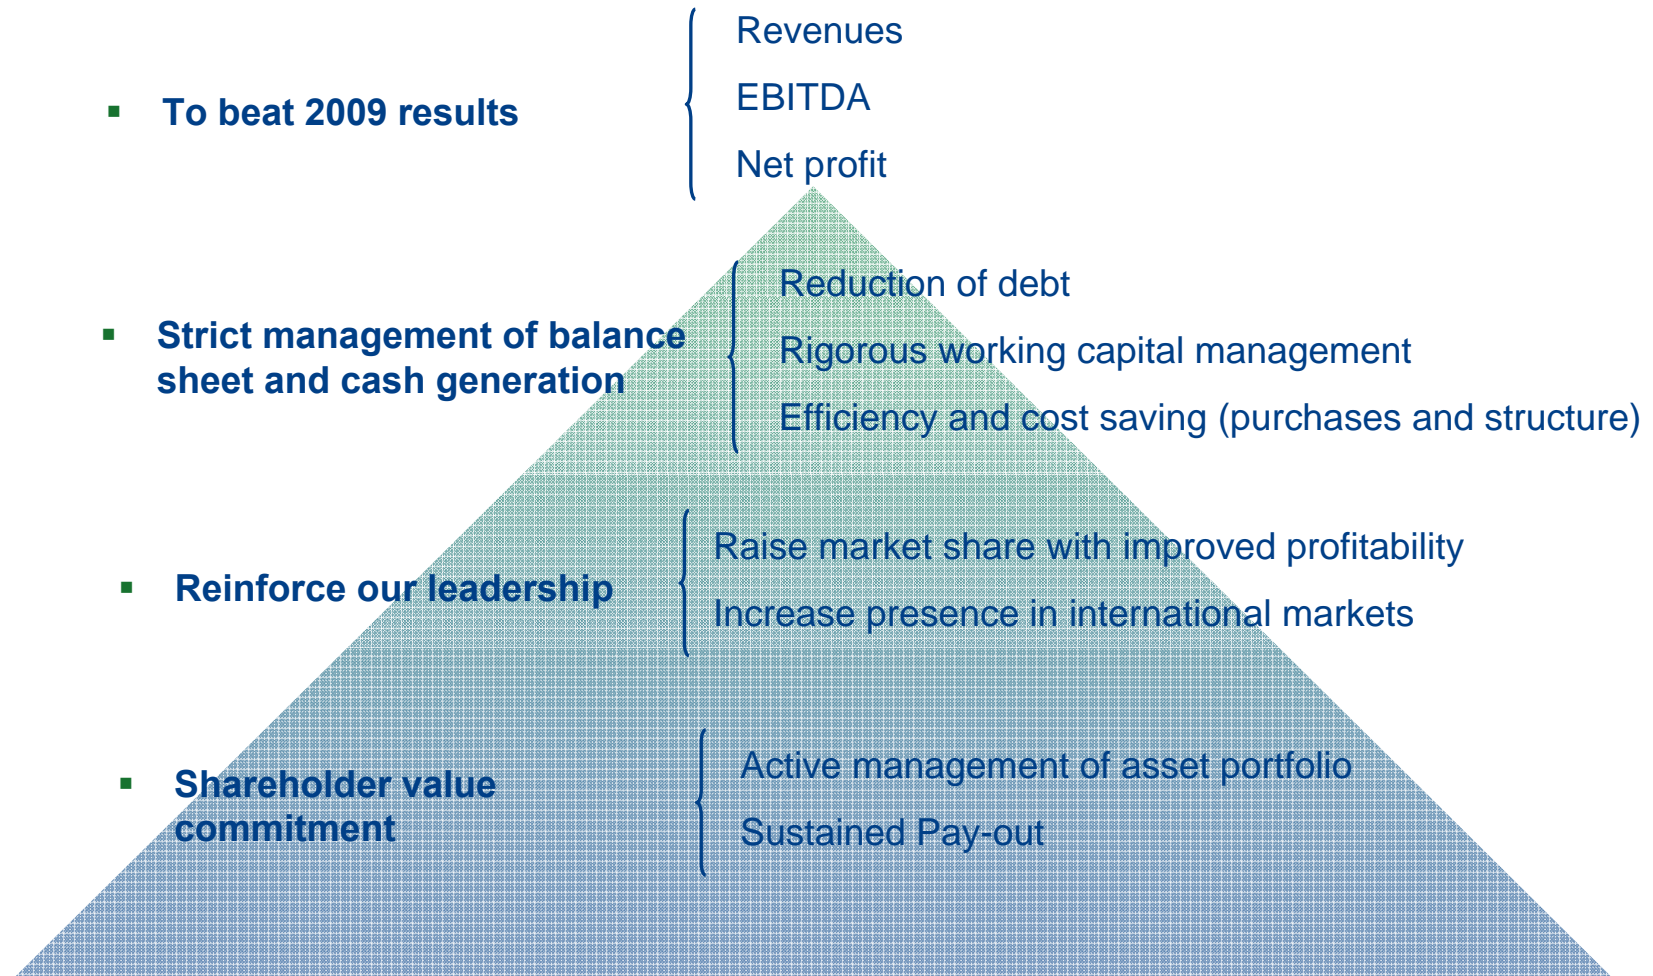 To beat 2009 results
Revenues
EBITDA
Net profit
Strict management of balance
sheet and cash generation
Reduction of debt
Rigorous working capital management
Efficiency and cost saving (purchases and structure)
Reinforce our leadership
Raise market share with improved profitability
Increase presence in international markets
Shareholder value
commitment
Active management of asset portfolio
Sustained Pay-out